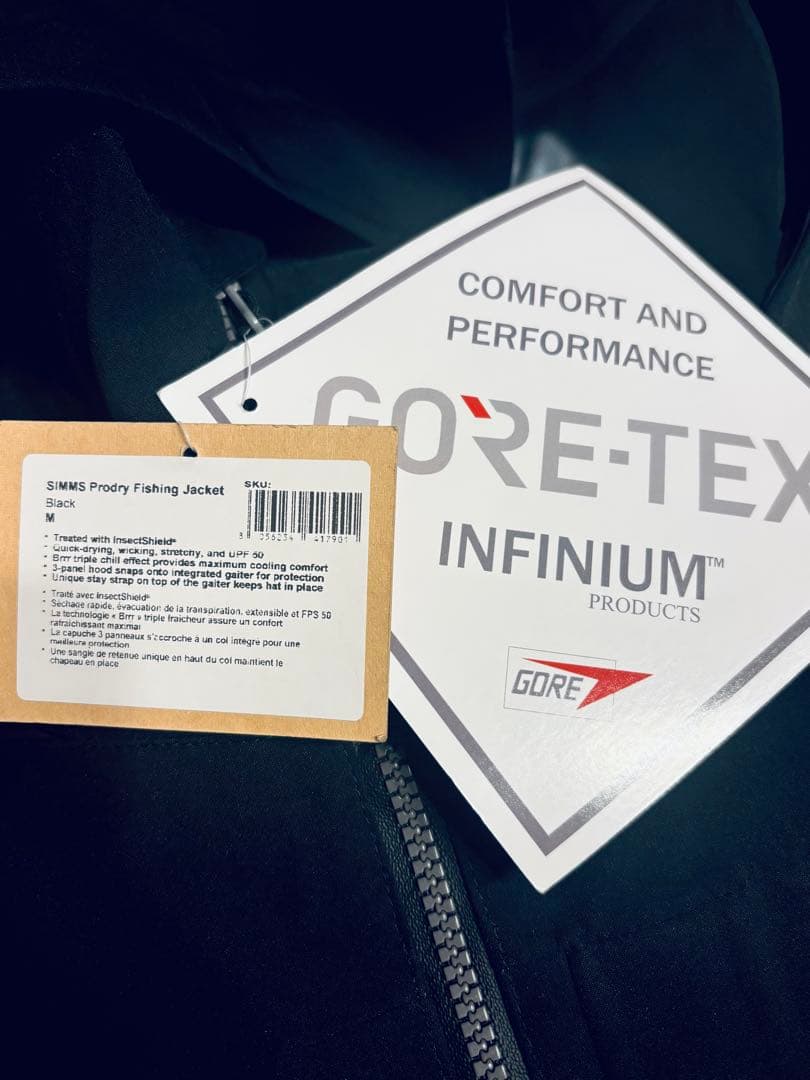 COMFORT AND
PERFORMANCE
GORE-TEX
INFINIUM™
PRODUCTS
GORE
SIMMS Prodry Fishing Jacket
Black
M
SKU:
3 056234 417901
* Treated with InsectShield®
* Quick-drying, wicking, stretchy, and UPF 50
* Brrr triple chill effect provides maximum cooling comfort
* 3-panel hood snaps onto integrated gaiter for protection
* Unique stay strap on top of the gaiter keeps hat in place
* Traité avec InsectShield®
* Séchage rapide, évacuation de la transpiration, extensible et FPS 50
* La technologie « Brrr » triple fraîcheur assure un confort
rafraîchissant maximal
* La capuche 3 panneaux s'accroche à un col intégré pour une
meilleure protection
* Une sangle de retenue unique en haut du col maintient le
chapeau en place